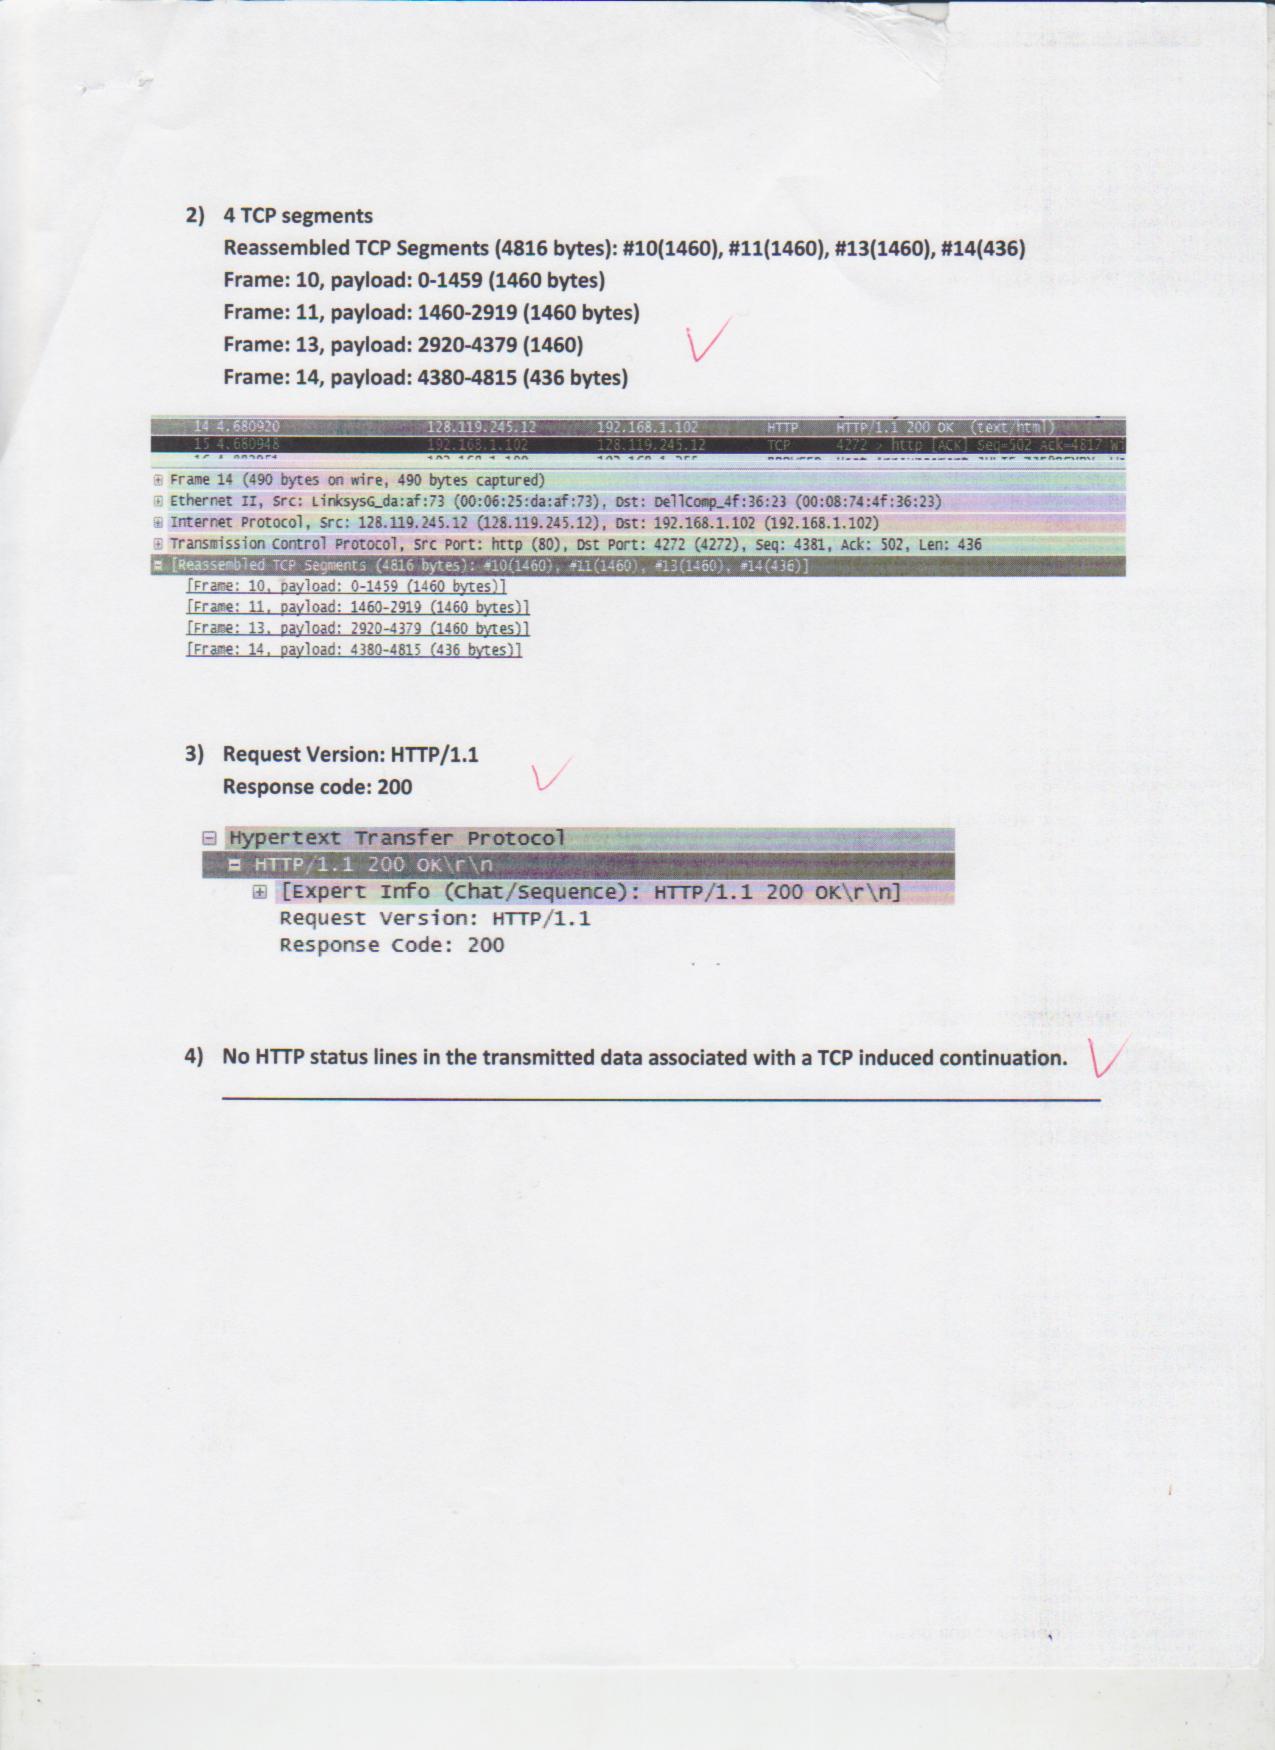 2) 4 TCP segments
Reassembled TCP Segments (4816 bytes): #10(1460), #11(1460), #13(1460), #14(436)
Frame: 10, payload: 0-1459 (1460 bytes)
Frame: 11, payload: 1460-2919 (1460 bytes)
Frame: 13, payload: 2920-4379 (1460)
Frame: 14, payload: 4380-4815 (436 bytes)
14 4.680920 128.119.245.12 192.168.1.102 HTTP HTTP/1.1 200 OK (text/html)
15 4.680948 192.168.1.102 128.119.245.12 TCP 4272 > http [ACK] Seq=502 Ack=4817 Wi
Frame 14 (490 bytes on wire, 490 bytes captured)
Ethernet II, Src: LinksysG_da:af:73 (00:06:25:da:af:73), Dst: DellComp_4f:36:23 (00:08:74:4f:36:23)
Internet Protocol, Src: 128.119.245.12 (128.119.245.12), Dst: 192.168.1.102 (192.168.1.102)
Transmission Control Protocol, Src Port: http (80), Dst Port: 4272 (4272), Seq: 4381, Ack: 502, Len: 436
[Reassembled TCP Segments (4816 bytes): #10(1460), #11(1460), #13(1460), #14(436)]
[Frame: 10, payload: 0-1459 (1460 bytes)]
[Frame: 11, payload: 1460-2919 (1460 bytes)]
[Frame: 13, payload: 2920-4379 (1460 bytes)]
[Frame: 14, payload: 4380-4815 (436 bytes)]
3) Request Version: HTTP/1.1
Response code: 200
Hypertext Transfer Protocol
HTTP/1.1 200 OK\r\n
[Expert Info (Chat/Sequence): HTTP/1.1 200 OK\r\n]
Request Version: HTTP/1.1
Response Code: 200
4) No HTTP status lines in the transmitted data associated with a TCP induced continuation.